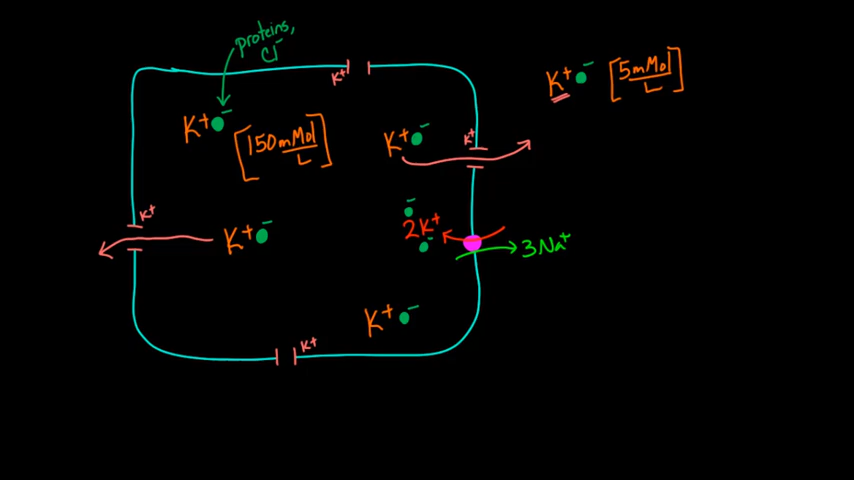 proteins,
Cl⁻
K⁺
K⁺ ⁻ [5 mMol/L]
K⁺ ⁻
[150 mMol/L]
K⁺ ⁻
K⁺
K⁺
K⁺ ⁻
⁻
2K⁺
⁻
3Na⁺
K⁺ ⁻
K⁺